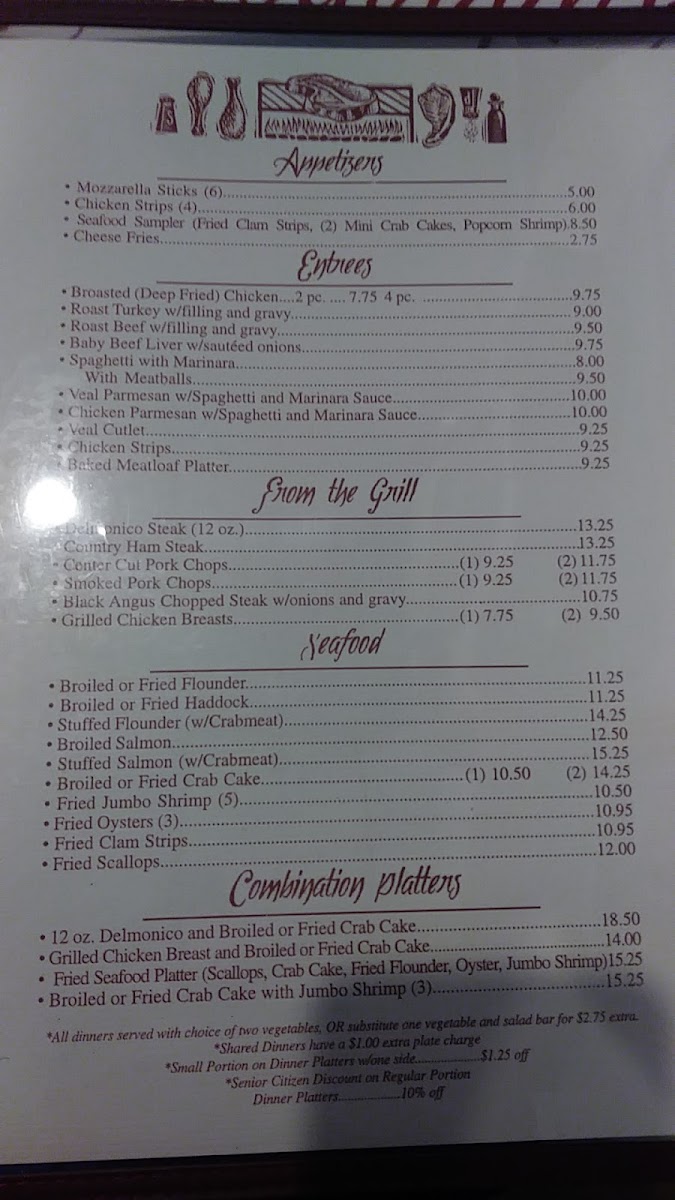 S
Appetizers
• Mozzarella Sticks (6)...5.00
• Chicken Strips (4)...6.00
• Seafood Sampler (Fried Clam Strips, (2) Mini Crab Cakes, Popcorn Shrimp).8.50
• Cheese Fries...2.75
Entrees
• Broasted (Deep Fried) Chicken....2 pc. .... 7.75 4 pc. ...9.75
• Roast Turkey w/filling and gravy...9.00
• Roast Beef w/filling and gravy...9.50
• Baby Beef Liver w/sautéed onions...9.75
• Spaghetti with Marinara...8.00
With Meatballs...9.50
• Veal Parmesan w/Spaghetti and Marinara Sauce...10.00
• Chicken Parmesan w/Spaghetti and Marinara Sauce...10.00
• Veal Cutlet...9.25
• Chicken Strips...9.25
• Baked Meatloaf Platter...9.25
From the Grill
• Delmonico Steak (12 oz.)...13.25
• Country Ham Steak...13.25
• Center Cut Pork Chops...(1) 9.25 (2) 11.75
• Smoked Pork Chops...(1) 9.25 (2) 11.75
• Black Angus Chopped Steak w/onions and gravy...10.75
• Grilled Chicken Breasts...(1) 7.75 (2) 9.50
Seafood
• Broiled or Fried Flounder...11.25
• Broiled or Fried Haddock...11.25
• Stuffed Flounder (w/Crabmeat)...14.25
• Broiled Salmon...12.50
• Stuffed Salmon (w/Crabmeat)...15.25
• Broiled or Fried Crab Cake...(1) 10.50 (2) 14.25
• Fried Jumbo Shrimp (5)...10.50
• Fried Oysters (3)...10.95
• Fried Clam Strips...10.95
• Fried Scallops...12.00
Combination Platters
• 12 oz. Delmonico and Broiled or Fried Crab Cake...18.50
• Grilled Chicken Breast and Broiled or Fried Crab Cake...14.00
• Fried Seafood Platter (Scallops, Crab Cake, Fried Flounder, Oyster, Jumbo Shrimp)15.25
• Broiled or Fried Crab Cake with Jumbo Shrimp (3)...15.25
*All dinners served with choice of two vegetables, OR substitute one vegetable and salad bar for $2.75 extra.
*Shared Dinners have a $1.00 extra plate charge
*Small Portion on Dinner Platters w/one side...$1.25 off
*Senior Citizen Discount on Regular Portion
Dinner Platters...10% off